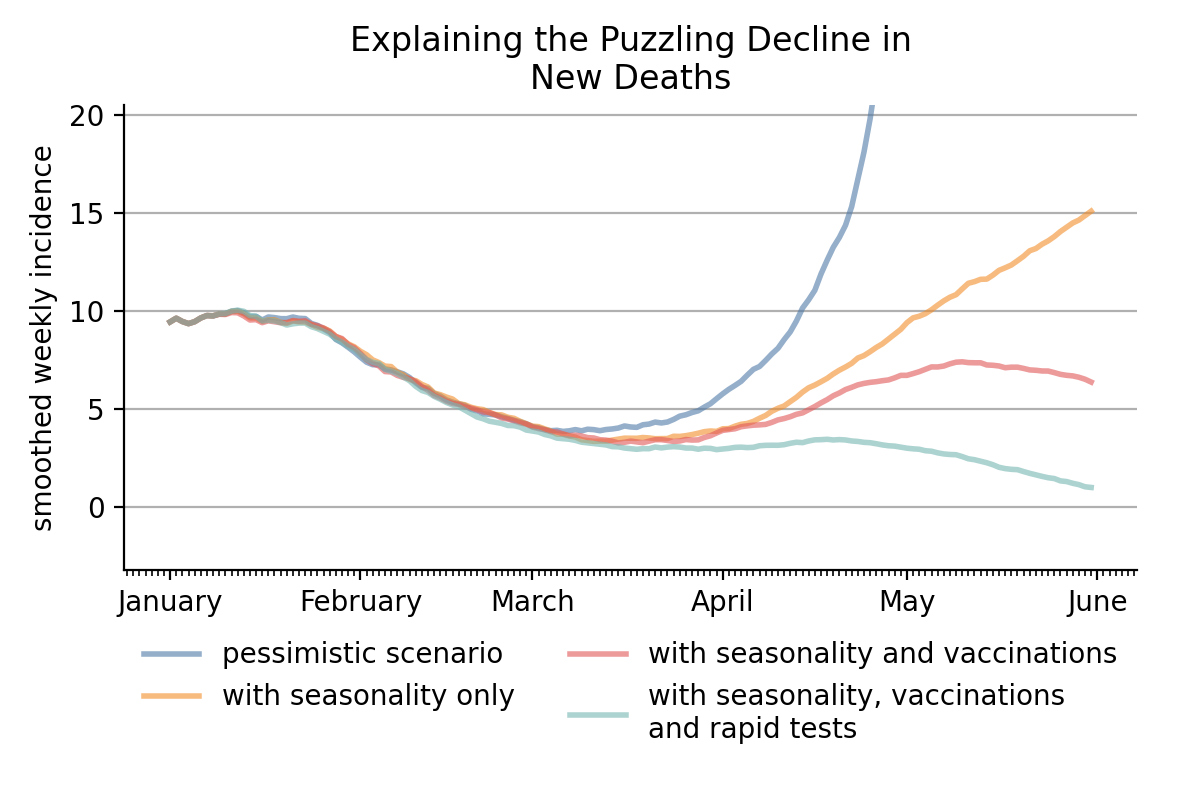 Explaining the Puzzling Decline in
New Deaths
smoothed weekly incidence
20
15
10
5
0
January February March April May June
pessimistic scenario
with seasonality only
with seasonality and vaccinations
with seasonality, vaccinations
and rapid tests